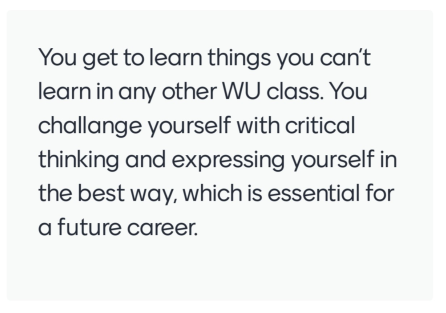 You get to learn things you can't
learn in any other WU class. You
challange yourself with critical
thinking and expressing yourself in
the best way, which is essential for
a future career.